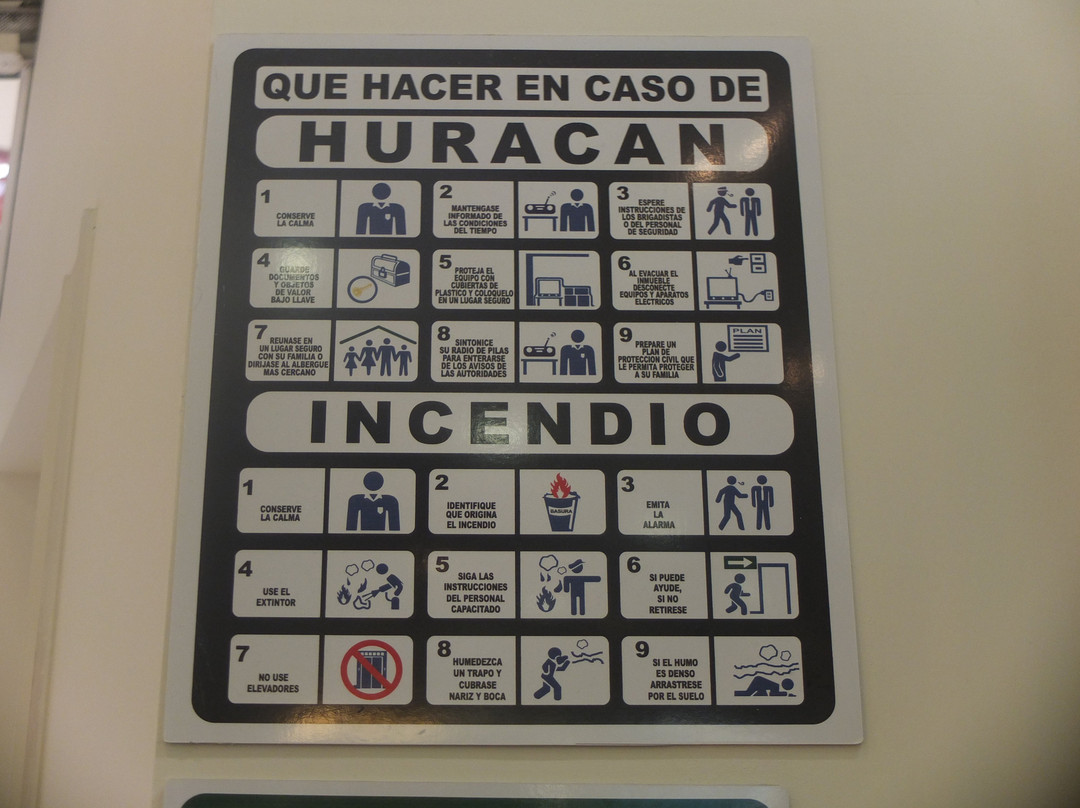 QUE HACER EN CASO DE
HURACAN
1
CONSERVE
LA CALMA
2
MANTENGASE
INFORMADO DE
LAS CONDICIONES
DEL TIEMPO
3
ESPERE
INSTRUCCIONES DE
LOS BRIGADISTAS
O DEL PERSONAL
DE SEGURIDAD
4
GUARDE
DOCUMENTOS
Y OBJETOS
DE VALOR
BAJO LLAVE
5
PROTEJA EL
EQUIPO CON
CUBIERTAS DE
PLASTICO Y COLOQUELO
EN UN LUGAR SEGURO
6
AL EVACUAR EL
INMUEBLE
DESCONECTE
EQUIPOS Y APARATOS
ELECTRICOS
7
REUNASE EN
UN LUGAR SEGURO
CON SU FAMILIA O
DIRIJASE AL ALBERGUE
MAS CERCANO
8
SINTONICE
SU RADIO DE PILAS
PARA ENTERARSE
DE LOS AVISOS DE
LAS AUTORIDADES
9
PREPARE UN
PLAN DE
PROTECCION CIVIL QUE
LE PERMITA PROTEGER
A SU FAMILIA
PLAN
INCENDIO
1
CONSERVE
LA CALMA
2
IDENTIFIQUE
QUE ORIGINA
EL INCENDIO
BASURA
3
EMITA
LA
ALARMA
4
USE EL
EXTINTOR
5
SIGA LAS
INSTRUCCIONES
DEL PERSONAL
CAPACITADO
6
SI PUEDE
AYUDE,
SI NO
RETIRESE
7
NO USE
ELEVADORES
8
HUMEDEZCA
UN TRAPO Y
CUBRASE
NARIZ Y BOCA
9
SI EL HUMO
ES DENSO
ARRASTRESE
POR EL SUELO